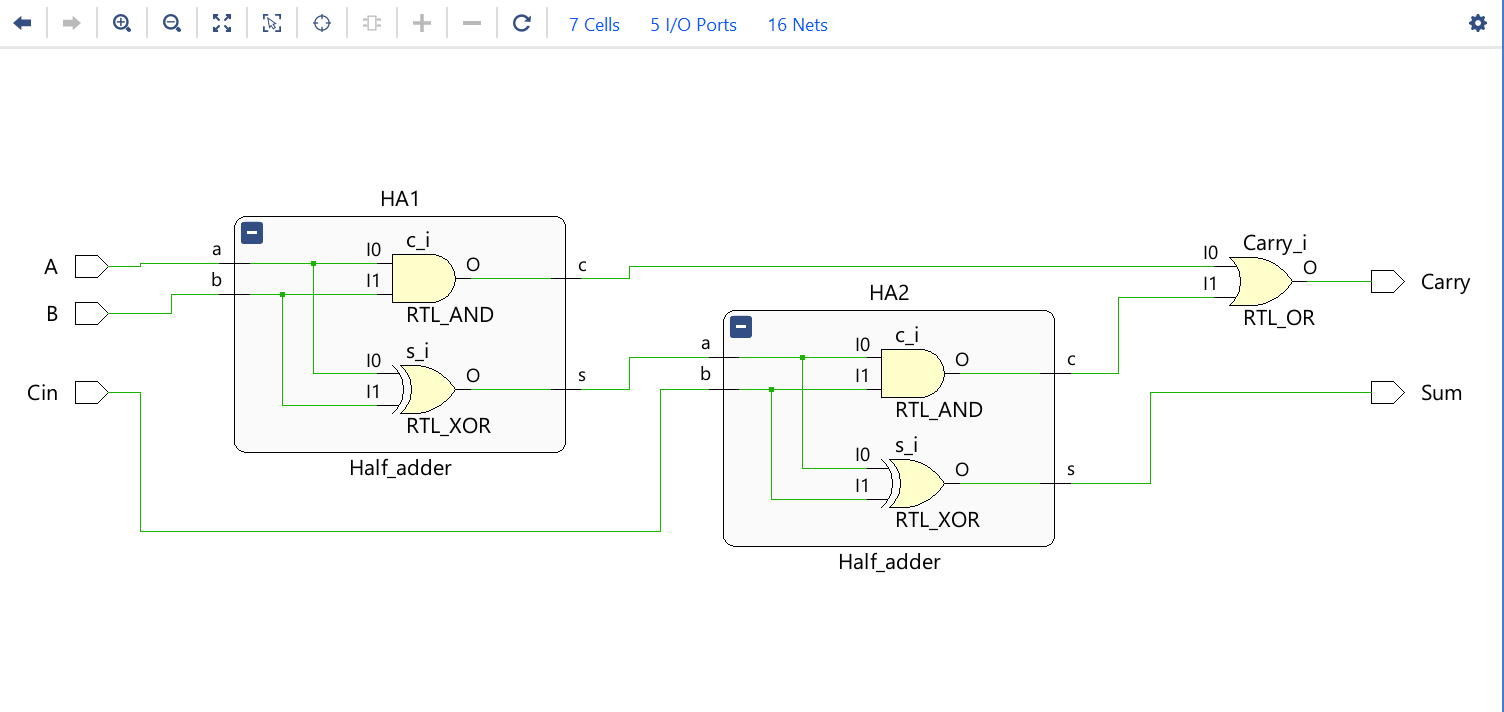 7 Cells 5 I/O Ports 16 Nets
HA1
A
B
Cin
a
b
I0
I1
c_i
O
RTL_AND
c
I0
I1
s_i
O
RTL_XOR
s
Half_adder
HA2
a
b
I0
I1
c_i
O
RTL_AND
c
I0
I1
s_i
O
RTL_XOR
s
Half_adder
Carry_i
I0
I1
O
RTL_OR
Carry
Sum